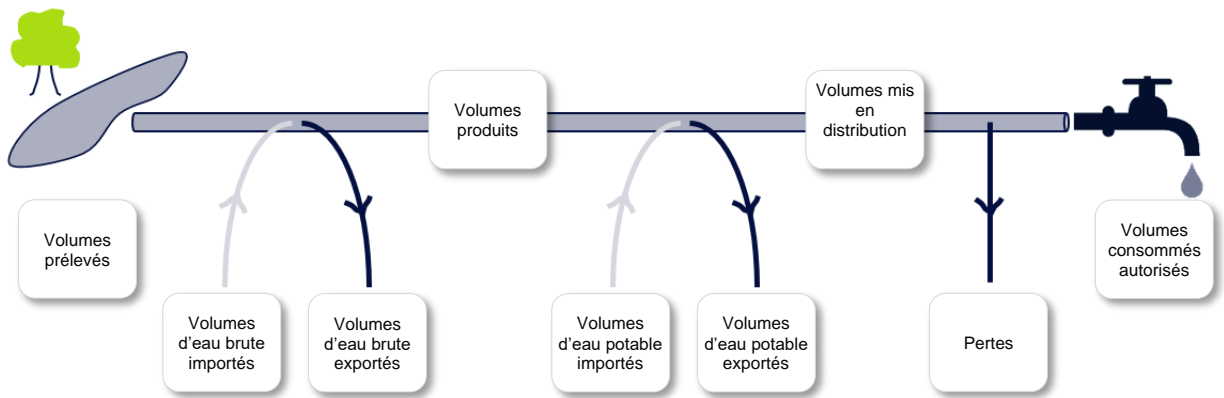 Volumes
prélevés
Volumes
d'eau brute
importés
Volumes
d'eau brute
exportés
Volumes
produits
Volumes
d'eau potable
importés
Volumes
d'eau potable
exportés
Volumes mis
en
distribution
Pertes
Volumes
consommés
autorisés